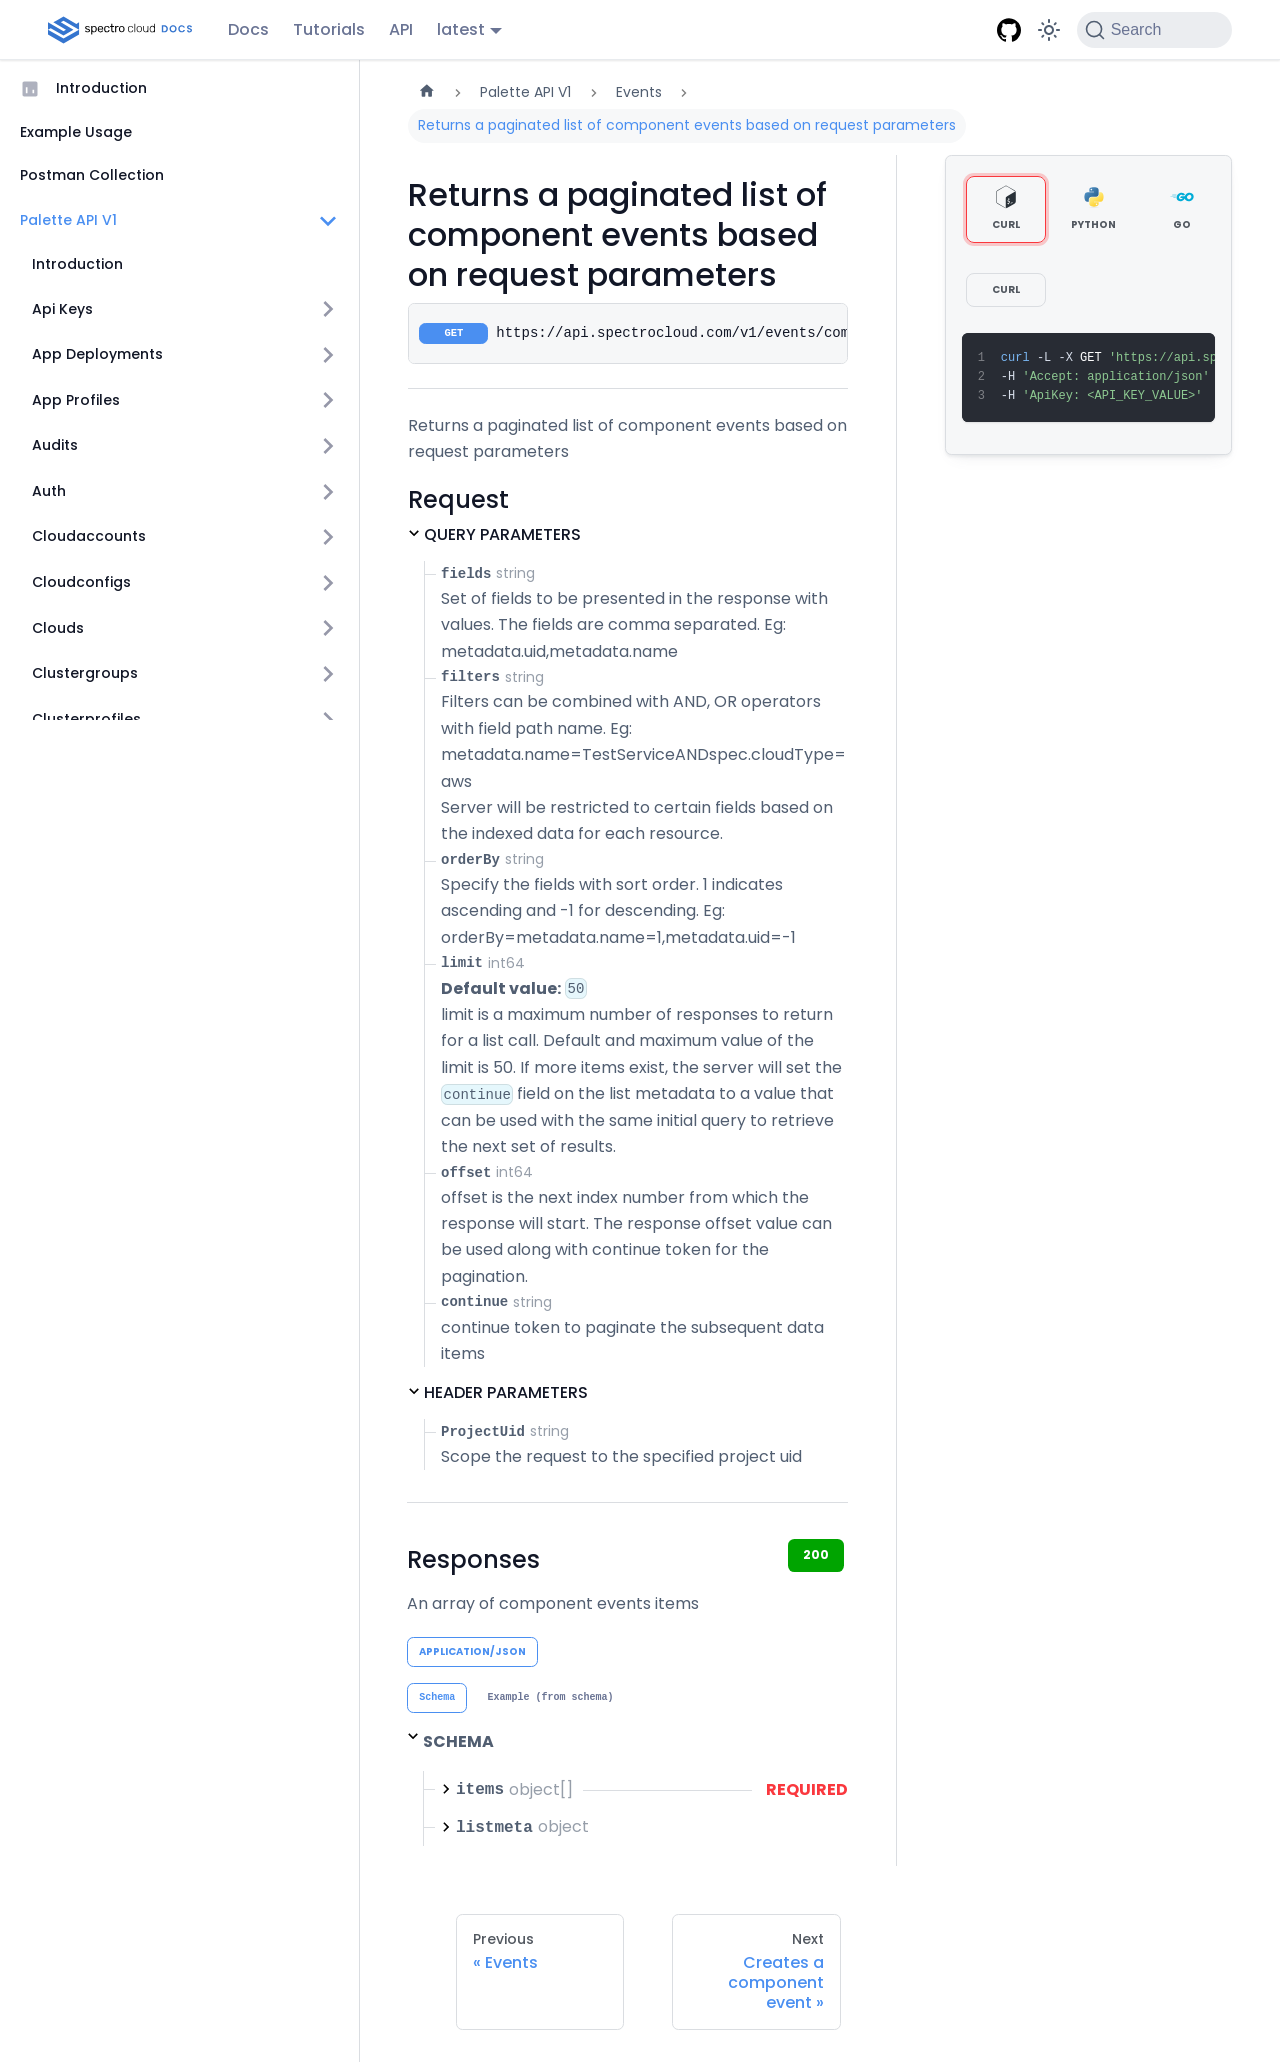 spectro cloud DOCS
Docs
Tutorials
API
latest
Search
Introduction
Example Usage
Postman Collection
Palette API V1
Introduction
Api Keys
App Deployments
App Profiles
Audits
Auth
Cloudaccounts
Cloudconfigs
Clouds
Clustergroups
Clusterprofiles
Palette API V1
Events
Returns a paginated list of component events based on request parameters
Returns a paginated list of
component events based
on request parameters
GET https://api.spectrocloud.com/v1/events/com
Returns a paginated list of component events based on
request parameters
Request
QUERY PARAMETERS
fields string
Set of fields to be presented in the response with
values. The fields are comma separated. Eg:
metadata.uid,metadata.name
filters string
Filters can be combined with AND, OR operators
with field path name. Eg:
metadata.name=TestServiceANDspec.cloudType=
aws
Server will be restricted to certain fields based on
the indexed data for each resource.
orderBy string
Specify the fields with sort order. 1 indicates
ascending and -1 for descending. Eg:
orderBy=metadata.name=1,metadata.uid=-1
limit int64
Default value: 50
limit is a maximum number of responses to return
for a list call. Default and maximum value of the
limit is 50. If more items exist, the server will set the
continue field on the list metadata to a value that
can be used with the same initial query to retrieve
the next set of results.
offset int64
offset is the next index number from which the
response will start. The response offset value can
be used along with continue token for the
pagination.
continue string
continue token to paginate the subsequent data
items
HEADER PARAMETERS
ProjectUid string
Scope the request to the specified project uid
Responses
200
An array of component events items
APPLICATION/JSON
Schema
Example (from schema)
SCHEMA
items object[] REQUIRED
listmeta object
CURL
PYTHON
GO
CURL
1 curl -L -X GET 'https://api.sp
2 -H 'Accept: application/json'
3 -H 'ApiKey: <API_KEY_VALUE>'
Previous
« Events
Next
Creates a
component
event »